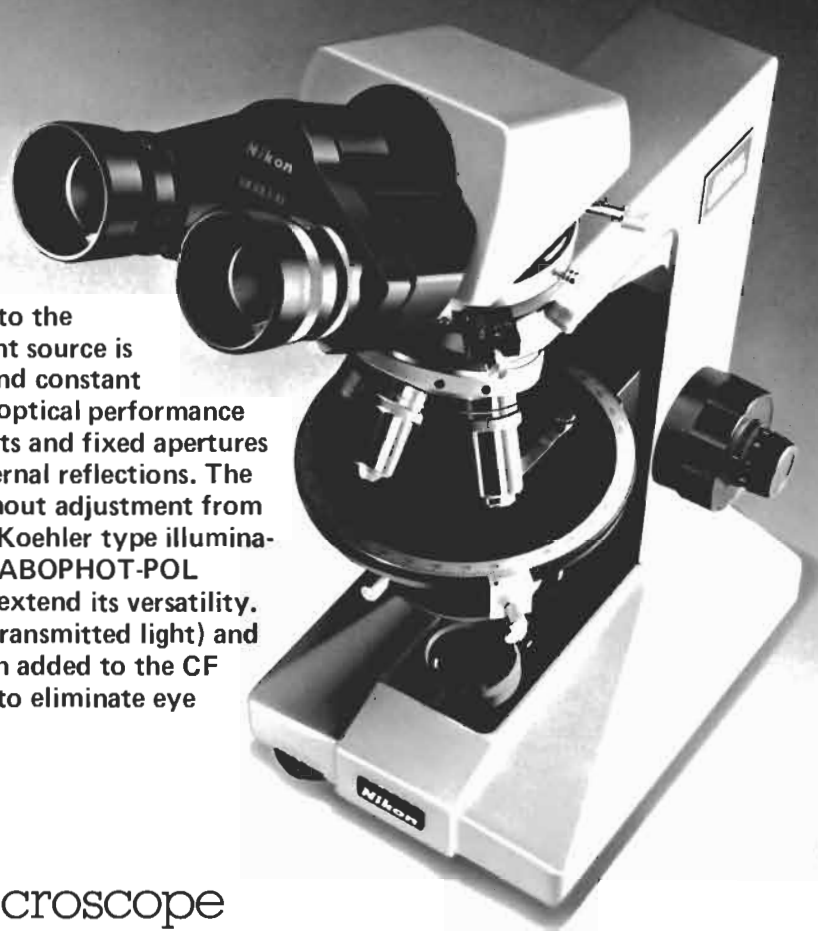 Nikon
to the
nt source is
nd constant
optical performance
ts and fixed apertures
ernal reflections. The
hout adjustment from
Koehler type illumina-
ABOPHOT-POL
extend its versatility.
transmitted light) and
n added to the CF
to eliminate eye
Nikon
croscope